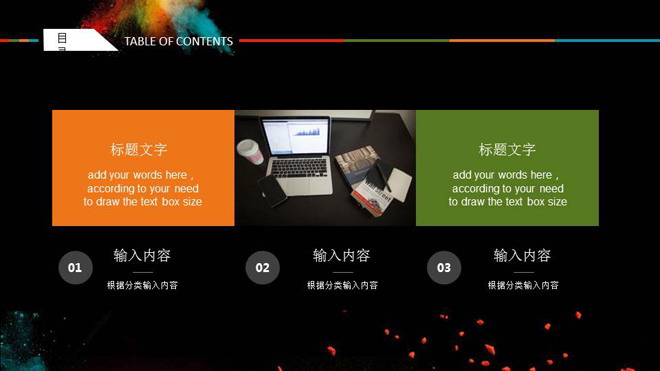 目
录
TABLE OF CONTENTS
标题文字
add your words here ,
according to your need
to draw the text box size
标题文字
add your words here ,
according to your need
to draw the text box size
01
输入内容
根据分类输入内容
02
输入内容
根据分类输入内容
03
输入内容
根据分类输入内容